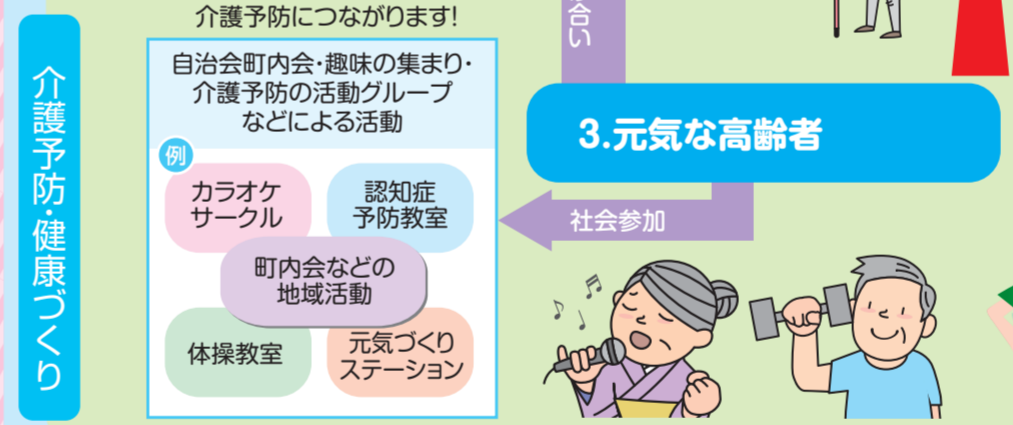 介護予防・健康づくり
介護予防につながります!
自治会町内会・趣味の集まり・
介護予防の活動グループ
などによる活動
例
カラオケ
サークル
認知症
予防教室
町内会などの
地域活動
体操教室
元気づくり
ステーション
合い
3.元気な高齢者
社会参加